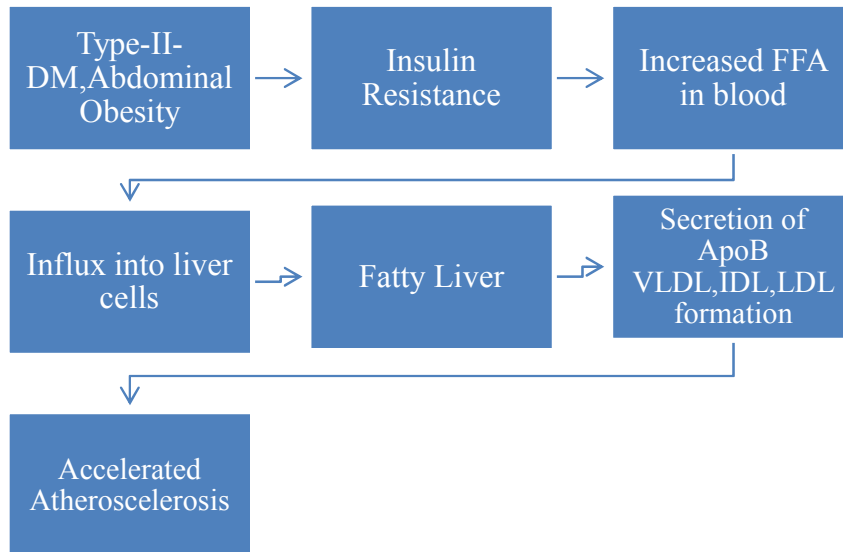 Type-II-
DM,Abdominal
Obesity
Insulin
Resistance
Increased FFA
in blood
Influx into liver
cells
Fatty Liver
Secretion of
ApoB
VLDL,IDL,LDL
formation
Accelerated
Atheroscelerosis